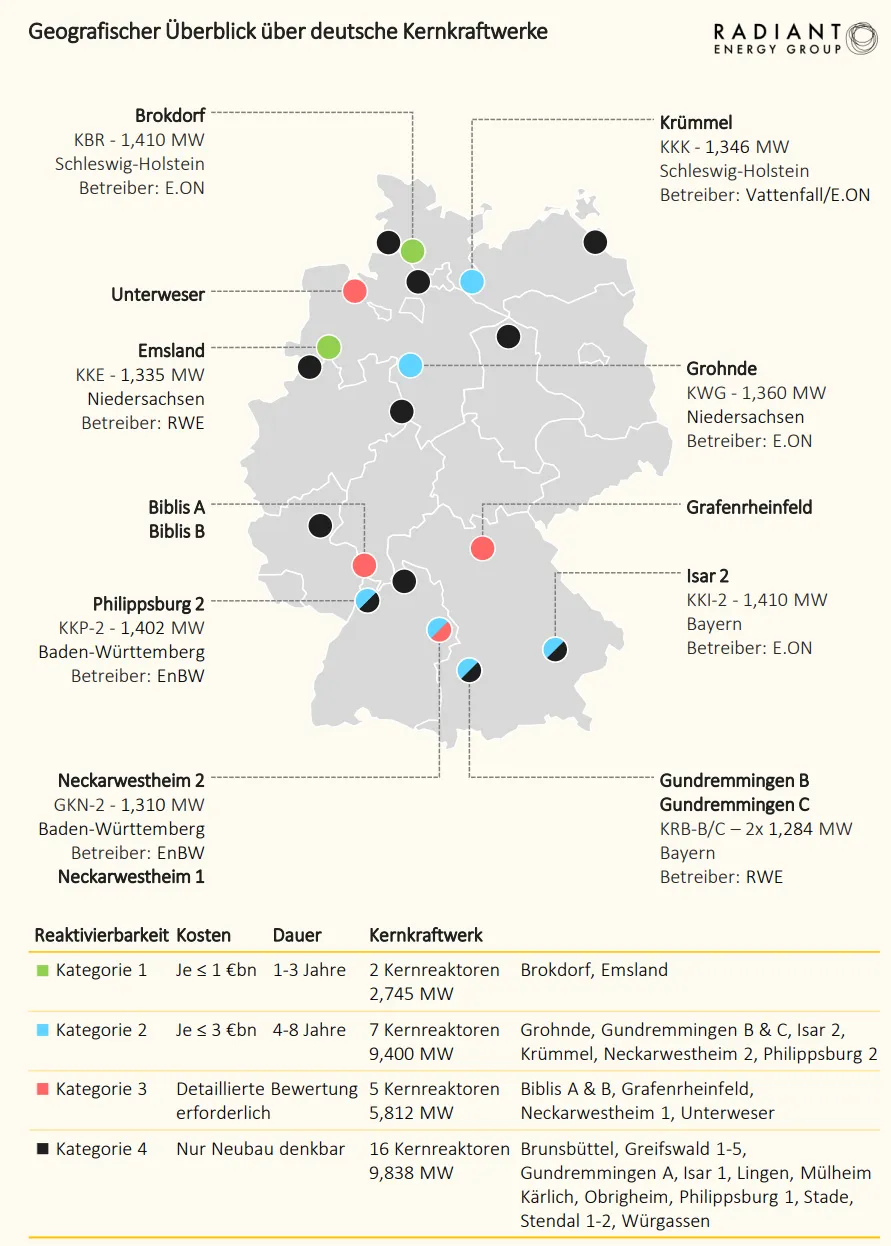 Geografischer Überblick über deutsche Kernkraftwerke
RADIANT
ENERGY GROUP
Brokdorf
KBR - 1,410 MW
Schleswig-Holstein
Betreiber: E.ON
Krümmel
KKK - 1,346 MW
Schleswig-Holstein
Betreiber: Vattenfall/E.ON
Unterweser
Emsland
KKE - 1,335 MW
Niedersachsen
Betreiber: RWE
Grohnde
KWG - 1,360 MW
Niedersachsen
Betreiber: E.ON
Biblis A
Biblis B
Grafenrheinfeld
Philippsburg 2
KKP-2 - 1,402 MW
Baden-Württemberg
Betreiber: EnBW
Isar 2
KKI-2 - 1,410 MW
Bayern
Betreiber: E.ON
Neckarwestheim 2
GKN-2 - 1,310 MW
Baden-Württemberg
Betreiber: EnBW
Neckarwestheim 1
Gundremmingen B
Gundremmingen C
KRB-B/C – 2x 1,284 MW
Bayern
Betreiber: RWE
Reaktivierbarkeit Kosten Dauer Kernkraftwerk
Kategorie 1 Je ≤ 1 €bn 1-3 Jahre 2 Kernreaktoren Brokdorf, Emsland
2,745 MW
Kategorie 2 Je ≤ 3 €bn 4-8 Jahre 7 Kernreaktoren Grohnde, Gundremmingen B & C, Isar 2,
9,400 MW Krümmel, Neckarwestheim 2, Philippsburg 2
Kategorie 3 Detaillierte Bewertung 5 Kernreaktoren Biblis A & B, Grafenrheinfeld,
erforderlich 5,812 MW Neckarwestheim 1, Unterweser
Kategorie 4 Nur Neubau denkbar 16 Kernreaktoren Brunsbüttel, Greifswald 1-5,
9,838 MW Gundremmingen A, Isar 1, Lingen, Mülheim
Kärlich, Obrigheim, Philippsburg 1, Stade,
Stendal 1-2, Würgassen